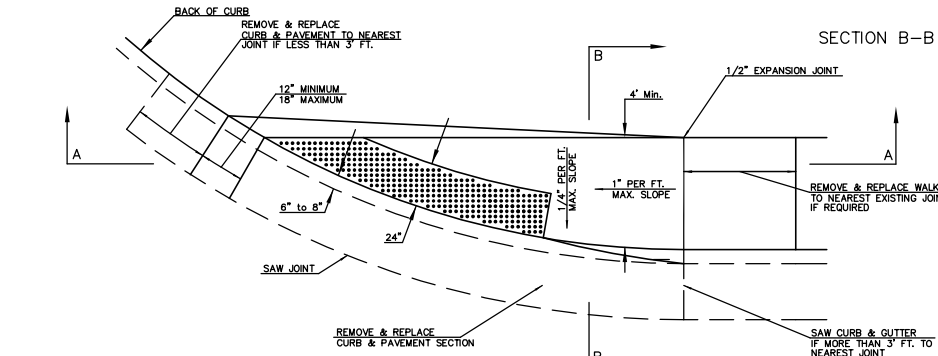 BACK OF CURB
REMOVE & REPLACE
CURB & PAVEMENT TO NEAREST
JOINT IF LESS THAN 3' FT.
SECTION B-B
B
1/2" EXPANSION JOINT
12" MINIMUM
18" MAXIMUM
4' Min.
A
A
1/4" PER FT.
MAX. SLOPE
1" PER FT.
MAX. SLOPE
REMOVE & REPLACE WALK
TO NEAREST EXISTING JOIN
IF REQUIRED
6" to 8"
24"
SAW JOINT
REMOVE & REPLACE
CURB & PAVEMENT SECTION
SAW CURB & GUTTER
IF MORE THAN 3' FT. TO
NEAREST JOINT
B